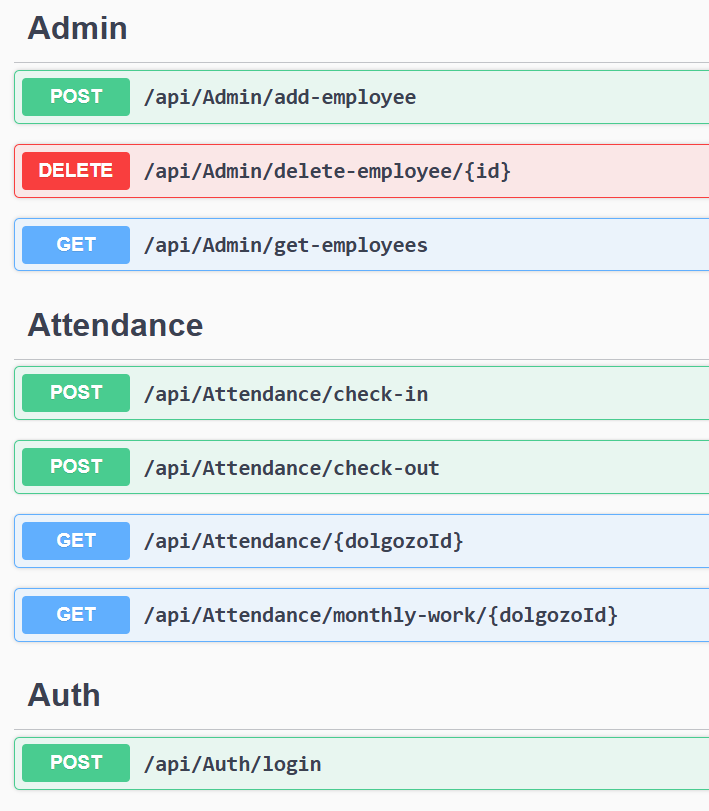 Admin
POST /api/Admin/add-employee
DELETE /api/Admin/delete-employee/{id}
GET /api/Admin/get-employees
Attendance
POST /api/Attendance/check-in
POST /api/Attendance/check-out
GET /api/Attendance/{dolgozoId}
GET /api/Attendance/monthly-work/{dolgozoId}
Auth
POST /api/Auth/login